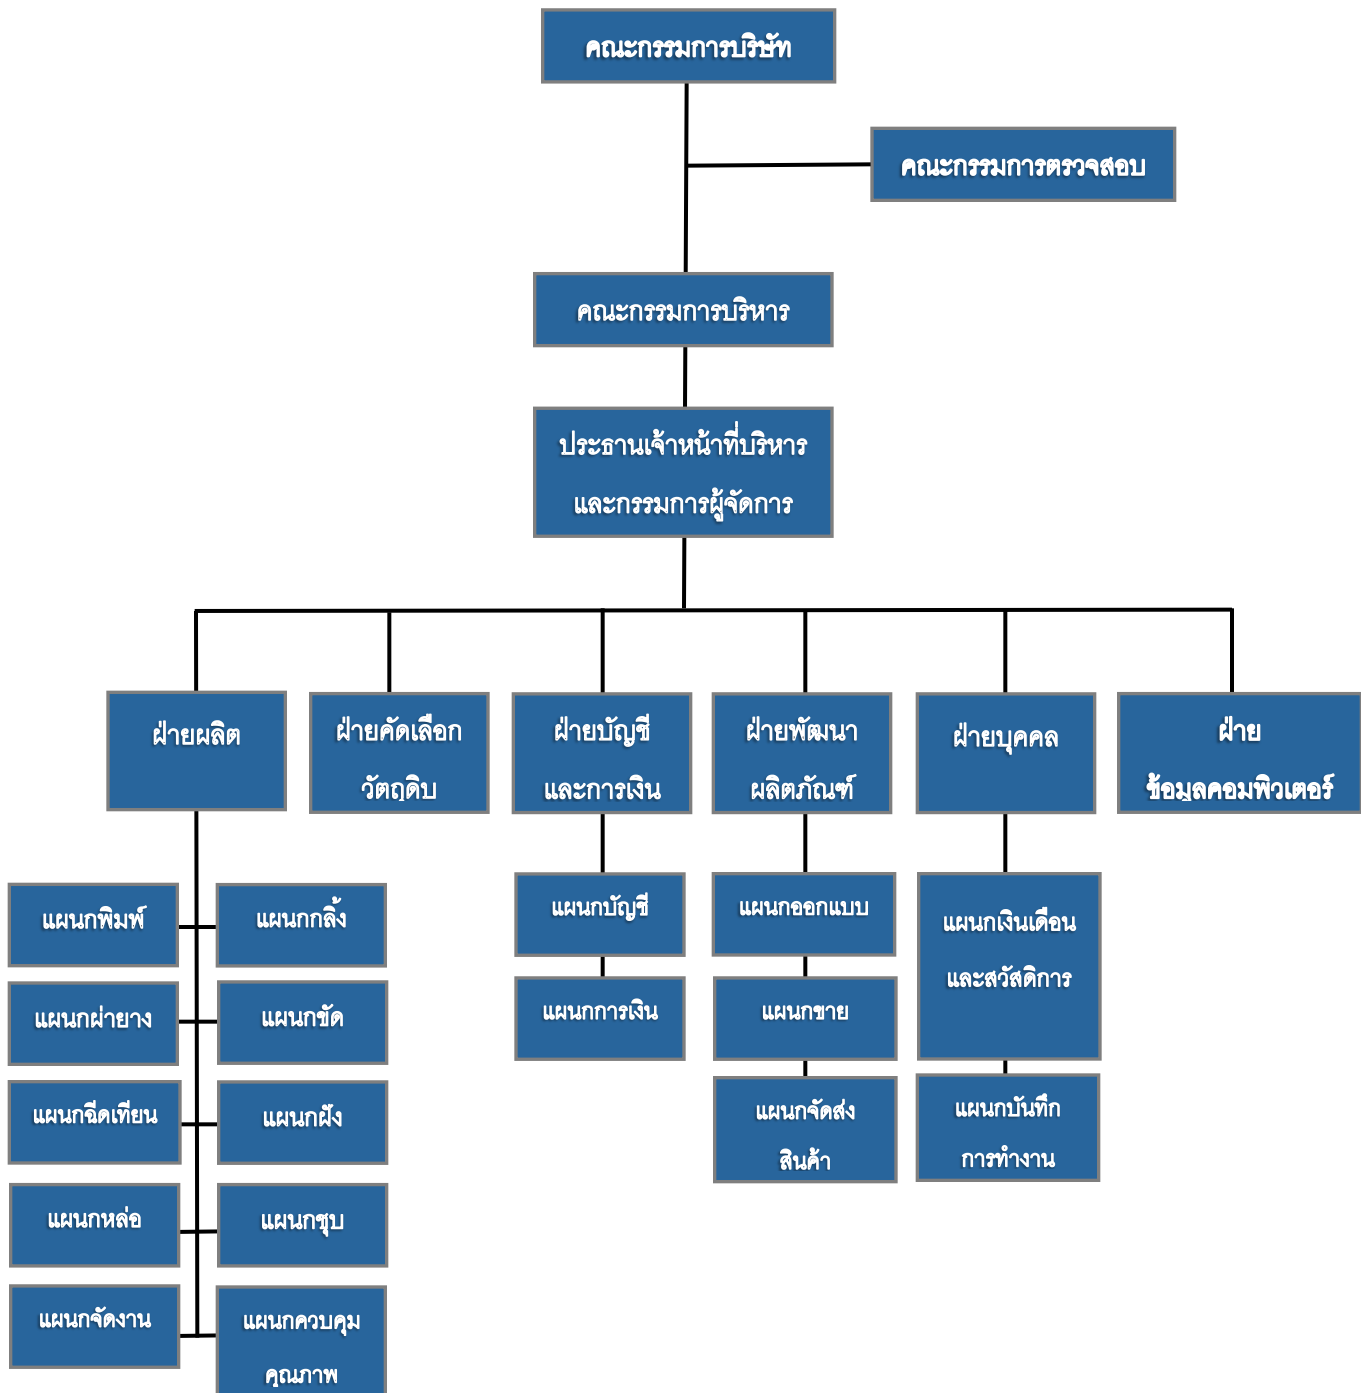 คณะกรรมการบริษัท
คณะกรรมการตรวจสอบ
คณะกรรมการบริหาร
ประธานเจ้าหน้าที่บริหาร
และกรรมการผู้จัดการ
ฝ่ายผลิต
ฝ่ายคัดเลือก
วัตถุดิบ
ฝ่ายบัญชี
และการเงิน
ฝ่ายพัฒนา
ผลิตภัณฑ์
ฝ่ายบุคคล
ฝ่าย
ข้อมูลคอมพิวเตอร์
แผนกพิมพ์
แผนกกลิ้ง
แผนกผ่ายาง
แผนกขัด
แผนกฉีดเทียน
แผนกฝัง
แผนกหล่อ
แผนกชุบ
แผนกจัดงาน
แผนกควบคุม
คุณภาพ
แผนกบัญชี
แผนกการเงิน
แผนกออกแบบ
แผนกขาย
แผนกจัดส่ง
สินค้า
แผนกเงินเดือน
และสวัสดิการ
แผนกบันทึก
การทำงาน